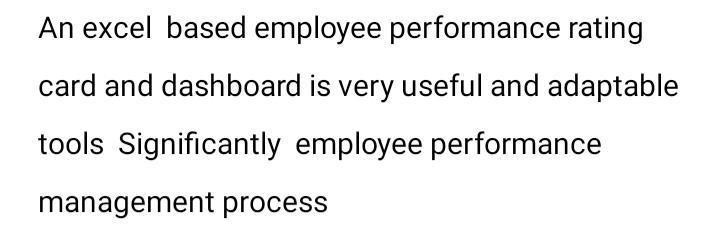 An excel  based employee performance rating
card and dashboard is very useful and adaptable
tools  Significantly  employee performance
management process